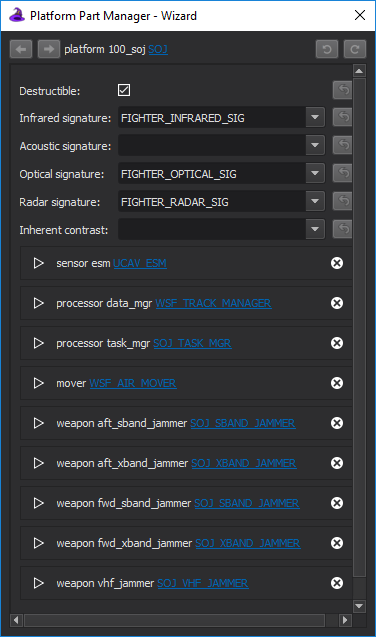 Platform Part Manager - Wizard
platform 100_soj SOJ
Destructible:
Infrared signature: FIGHTER_INFRARED_SIG
Acoustic signature:
Optical signature: FIGHTER_OPTICAL_SIG
Radar signature: FIGHTER_RADAR_SIG
Inherent contrast:
sensor esm UCAV_ESM
processor data_mgr WSF_TRACK_MANAGER
processor task_mgr SOJ_TASK_MGR
mover WSF_AIR_MOVER
weapon aft_sband_jammer SOJ_SBAND_JAMMER
weapon aft_xband_jammer SOJ_XBAND_JAMMER
weapon fwd_sband_jammer SOJ_SBAND_JAMMER
weapon fwd_xband_jammer SOJ_XBAND_JAMMER
weapon vhf_jammer SOJ_VHF_JAMMER